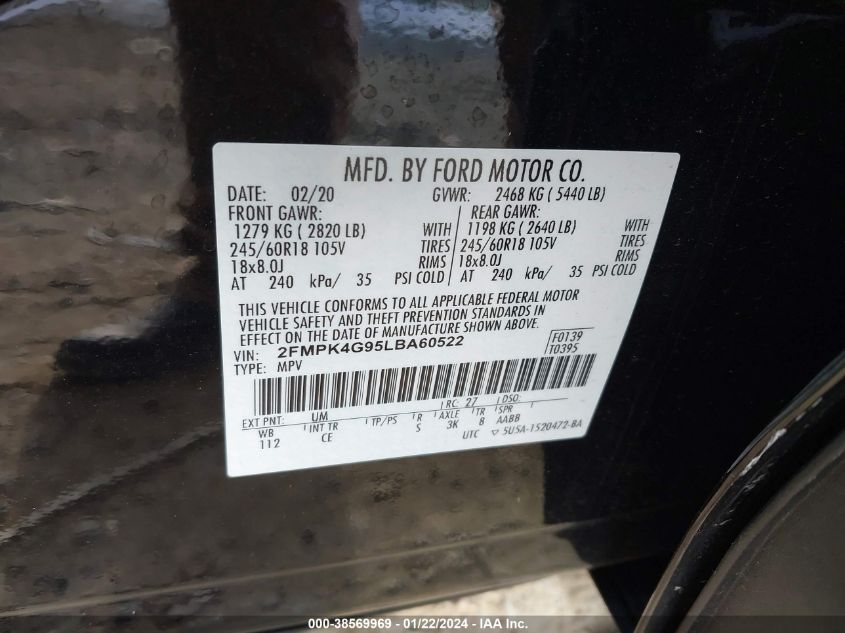 MFD. BY FORD MOTOR CO.
DATE: 02/20 GVWR: 2468 KG ( 5440 LB)
FRONT GAWR: REAR GAWR:
1279 KG ( 2820 LB) WITH 1198 KG ( 2640 LB) WITH
245/60R18 105V TIRES 245/60R18 105V TIRES
18x8.0J RIMS 18x8.0J RIMS
AT 240 kPa/ 35 PSI COLD AT 240 kPa/ 35 PSI COLD
THIS VEHICLE CONFORMS TO ALL APPLICABLE FEDERAL MOTOR
VEHICLE SAFETY AND THEFT PREVENTION STANDARDS IN
EFFECT ON THE DATE OF MANUFACTURE SHOWN ABOVE.
VIN: 2FMPK4G95LBA60522 F0139
TYPE: MPV T0395
EXT PNT: UM RC: 27 DSO:
WB INT TR TP/PS R AXLE TR SPR
112 CE S 3K 8 AABB
UTC ▽ 5U5A-1520472-BA
000-38569969 - 01/22/2024 - IAA Inc.